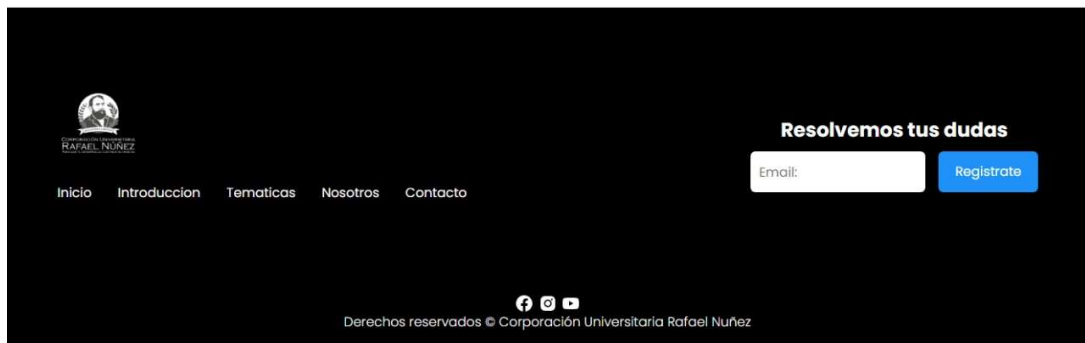 CORPORACIÓN UNIVERSITARIA
RAFAEL NÚÑEZ
Inicio Introduccion Tematicas Nosotros Contacto
Resolvemos tus dudas
Email: Registrate
Derechos reservados © Corporación Universitaria Rafael Nuñez